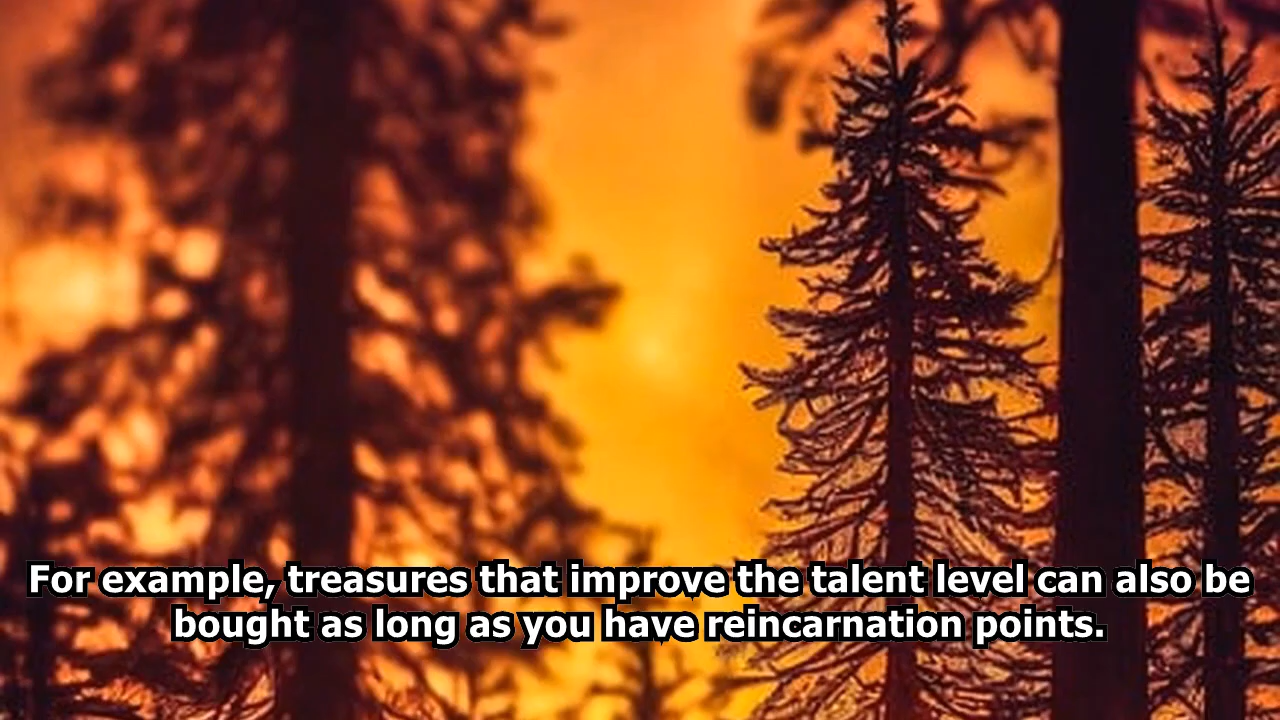 For example, treasures that improve the talent level can also be
bought as long as you have reincarnation points.